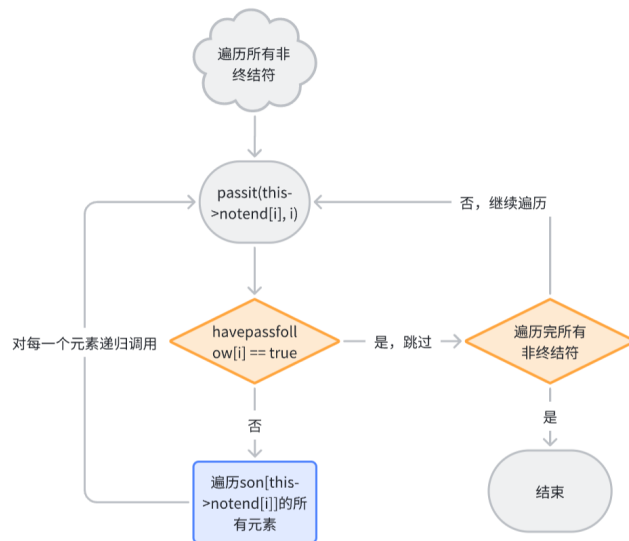 遍历所有非
终结符
passit(this-
>notend[i], i)
否，继续遍历
对每一个元素递归调用
havepassfoll
ow[i] == true
是，跳过
遍历完所有
非终结符
否
是
遍历son[this-
>notend[i]]的所
有元素
结束